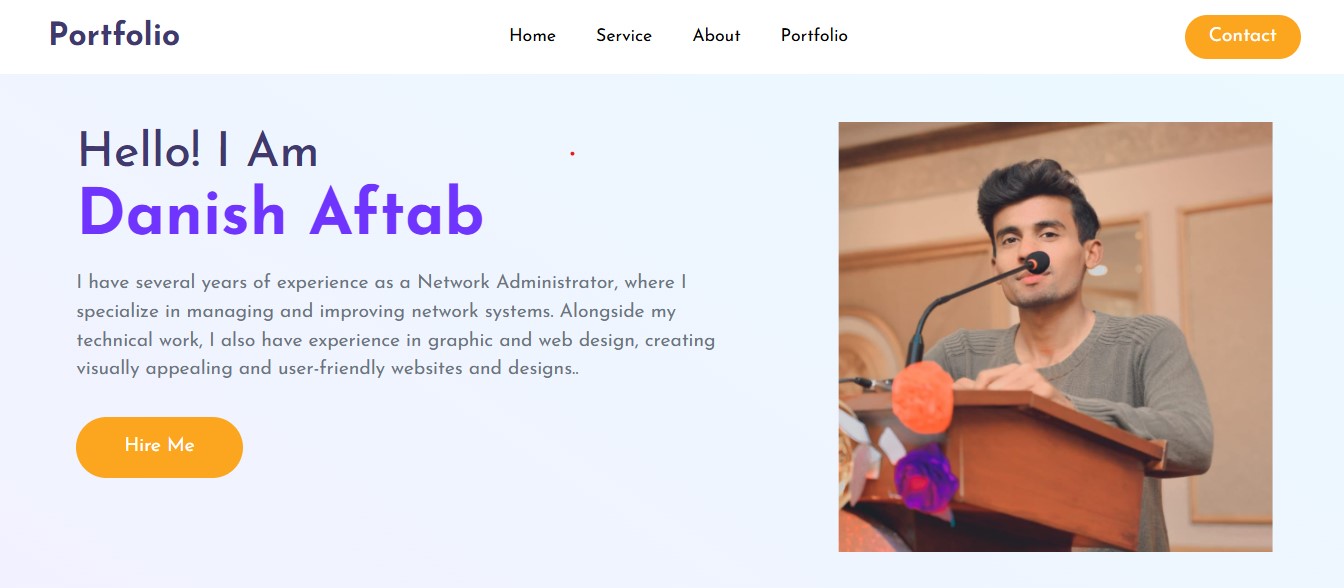 Portfolio
Home Service About Portfolio
Contact
Hello! I Am
Danish Aftab
I have several years of experience as a Network Administrator, where I
specialize in managing and improving network systems. Alongside my
technical work, I also have experience in graphic and web design, creating
visually appealing and user-friendly websites and designs..
Hire Me